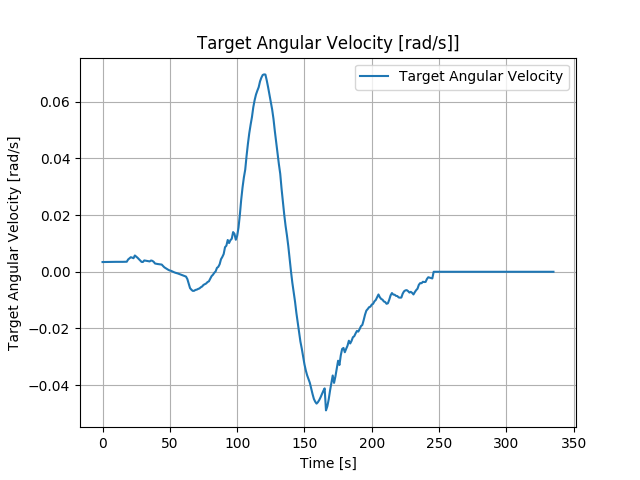 Target Angular Velocity [rad/s]]
Target Angular Velocity
Target Angular Velocity [rad/s]
0.06
0.04
0.02
0.00
−0.02
−0.04
0 50 100 150 200 250 300 350
Time [s]